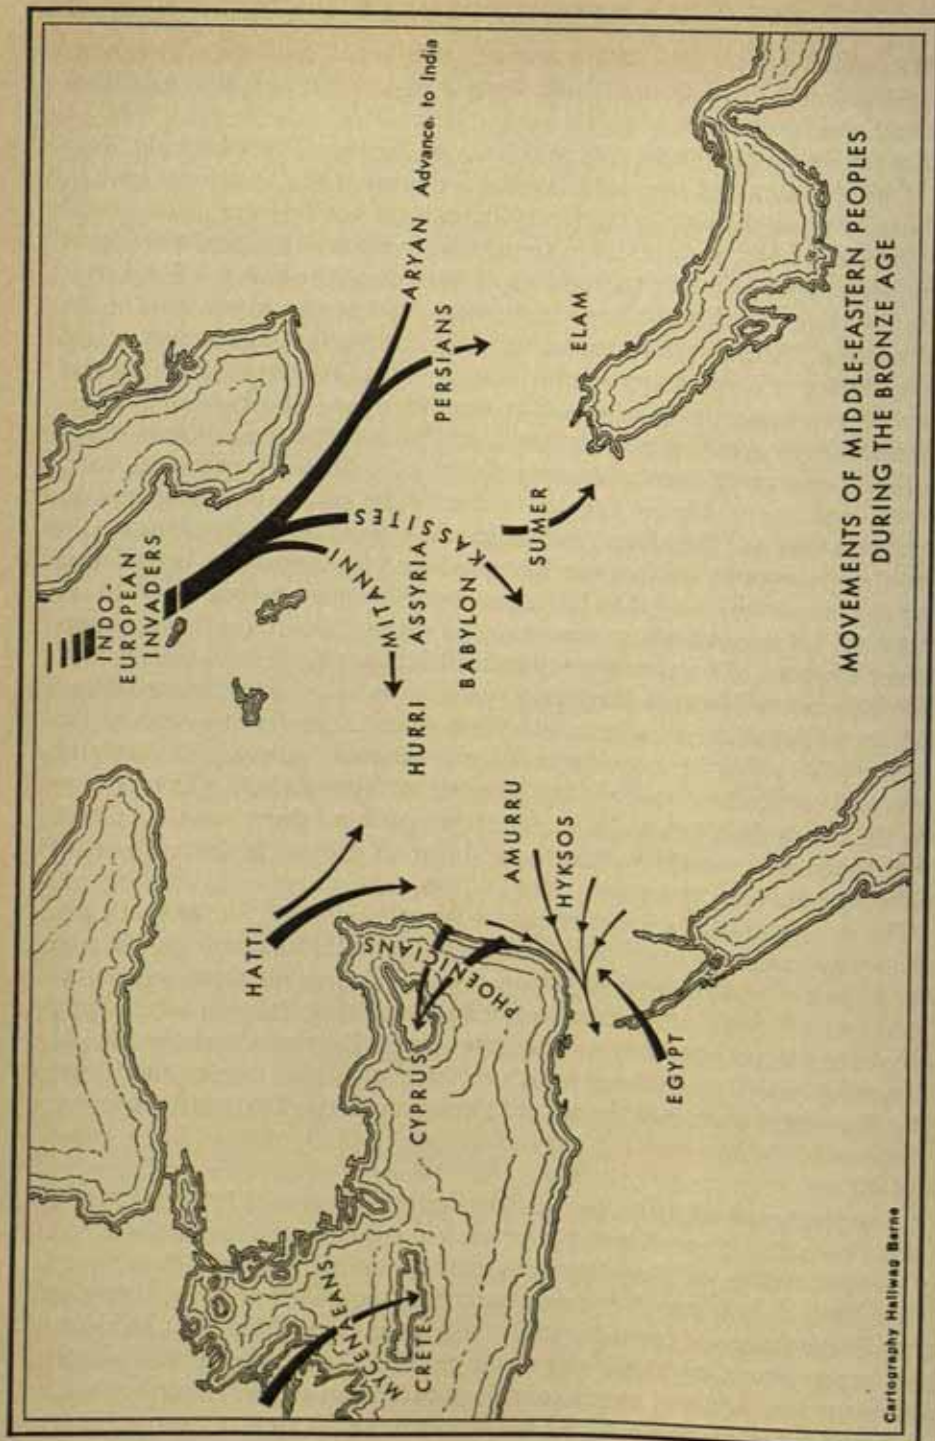 INDO-
EUROPEAN
INVADERS
ARYAN Advance to India
PERSIANS
HATTI
MITANNI
KASSITES
HURRI
ASSYRIA
BABYLON
SUMER
ELAM
MYCENAEANS
CRETE
CYPRUS
PHOENICIANS
AMURRU
HYKSOS
EGYPT
MOVEMENTS OF MIDDLE-EASTERN PEOPLES
DURING THE BRONZE AGE
Cartography Hallwag Berne